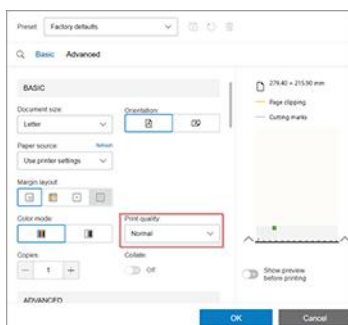 Preset
Factory defaults
Basic
Advanced
BASIC
Document size:
Orientation:
Letter
Paper source:
Refresh
Use printer settings
Margin layout
Color mode:
Print quality
Normal
Copies:
Collate:
1
Off
ADVANCED
279.40 × 215.90 mm
Page clipping
Cutting marks
Show preview
before printing
OK
Cancel